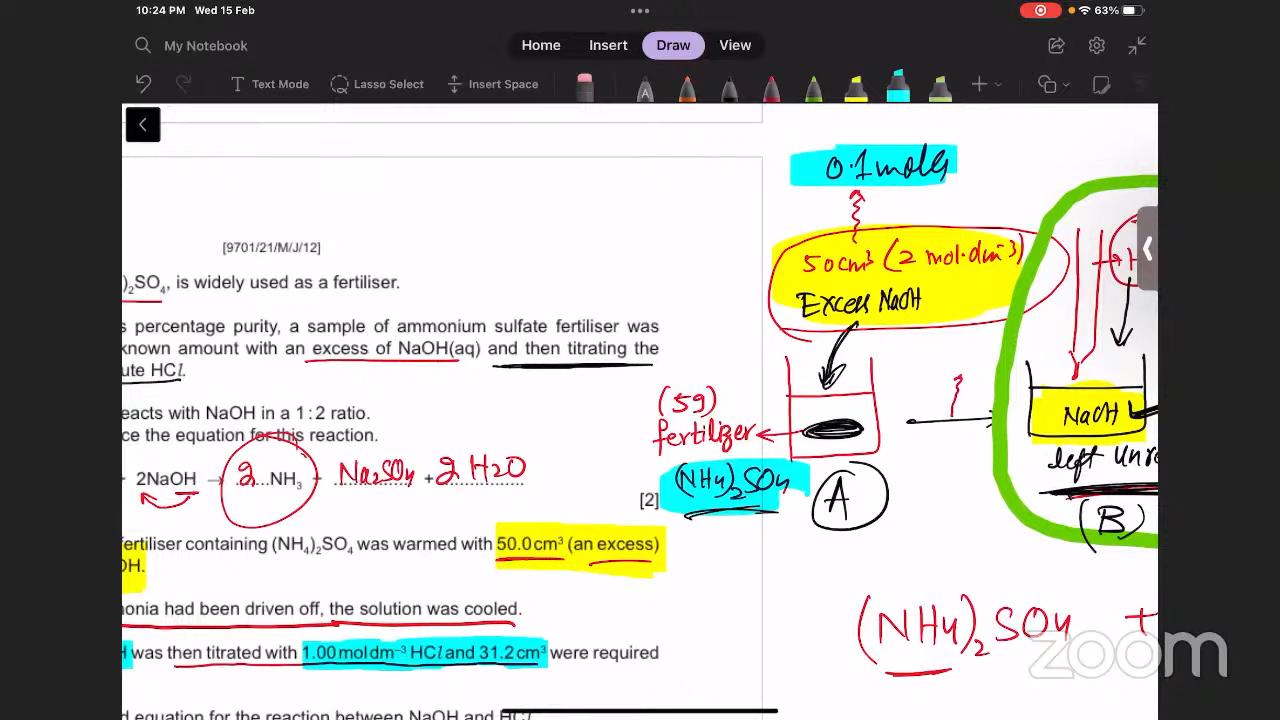 10:24 PM Wed 15 Feb
63%
My Notebook
Home Insert Draw View
Text Mode Lasso Select Insert Space
[9701/21/M/J/12]
)₂SO₄, is widely used as a fertiliser.
s percentage purity, a sample of ammonium sulfate fertiliser was
known amount with an excess of NaOH(aq) and then titrating the
ute HCl.
eacts with NaOH in a 1:2 ratio.
ce the equation for this reaction.
+ 2NaOH → 2 NH₃ + Na₂SO₄ + 2 H₂O
[2]
fertiliser containing (NH₄)₂SO₄ was warmed with 50.0 cm³ (an excess)
OH.
onia had been driven off, the solution was cooled.
H was then titrated with 1.00 mol dm⁻³ HCl and 31.2 cm³ were required
d equation for the reaction between NaOH and HCl
0.1 moles
50cm³ (2 mol.dm⁻³)
Excess NaOH
(5g)
fertilizer
(NH₄)₂SO₄
A
NaOH
left Unre
(B)
(NH₄)₂SO₄ +
zoom